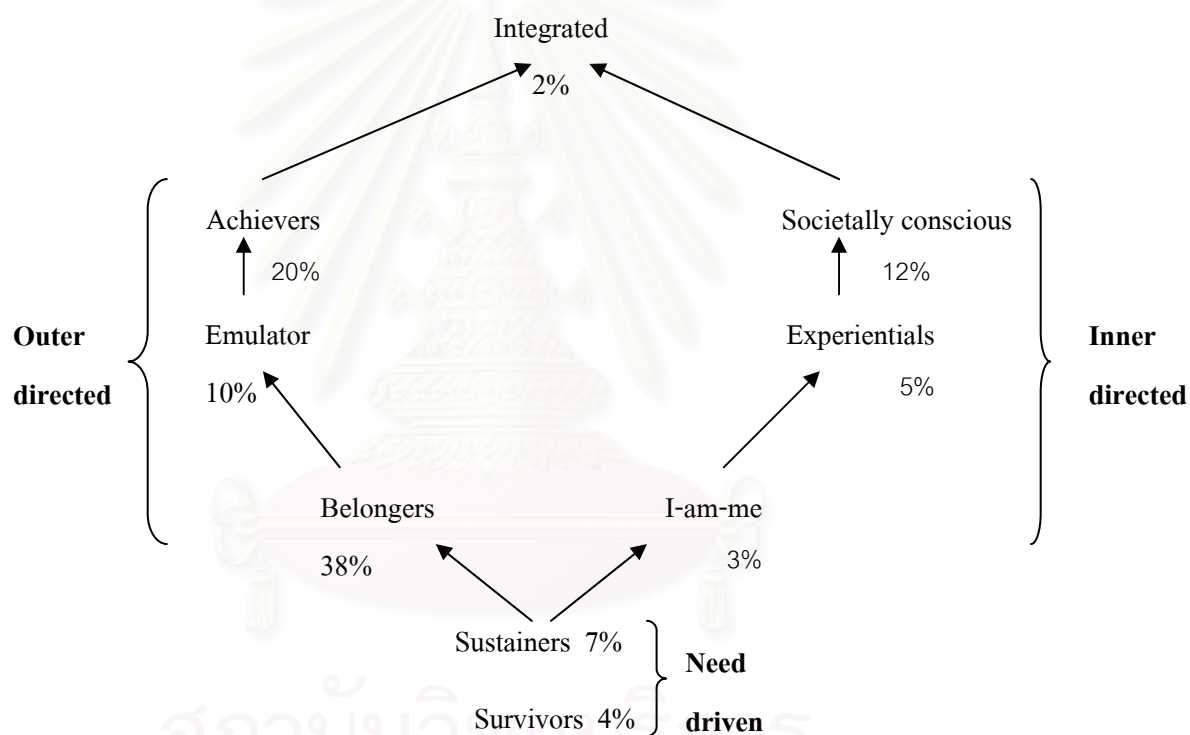 Integrated
2%
Achievers
Societally conscious
20%
12%
Outer
directed
Emulator
Experientials
Inner
directed
10%
5%
Belongers
I-am-me
38%
3%
Sustainers 7%
Need
driven
Survivors 4%